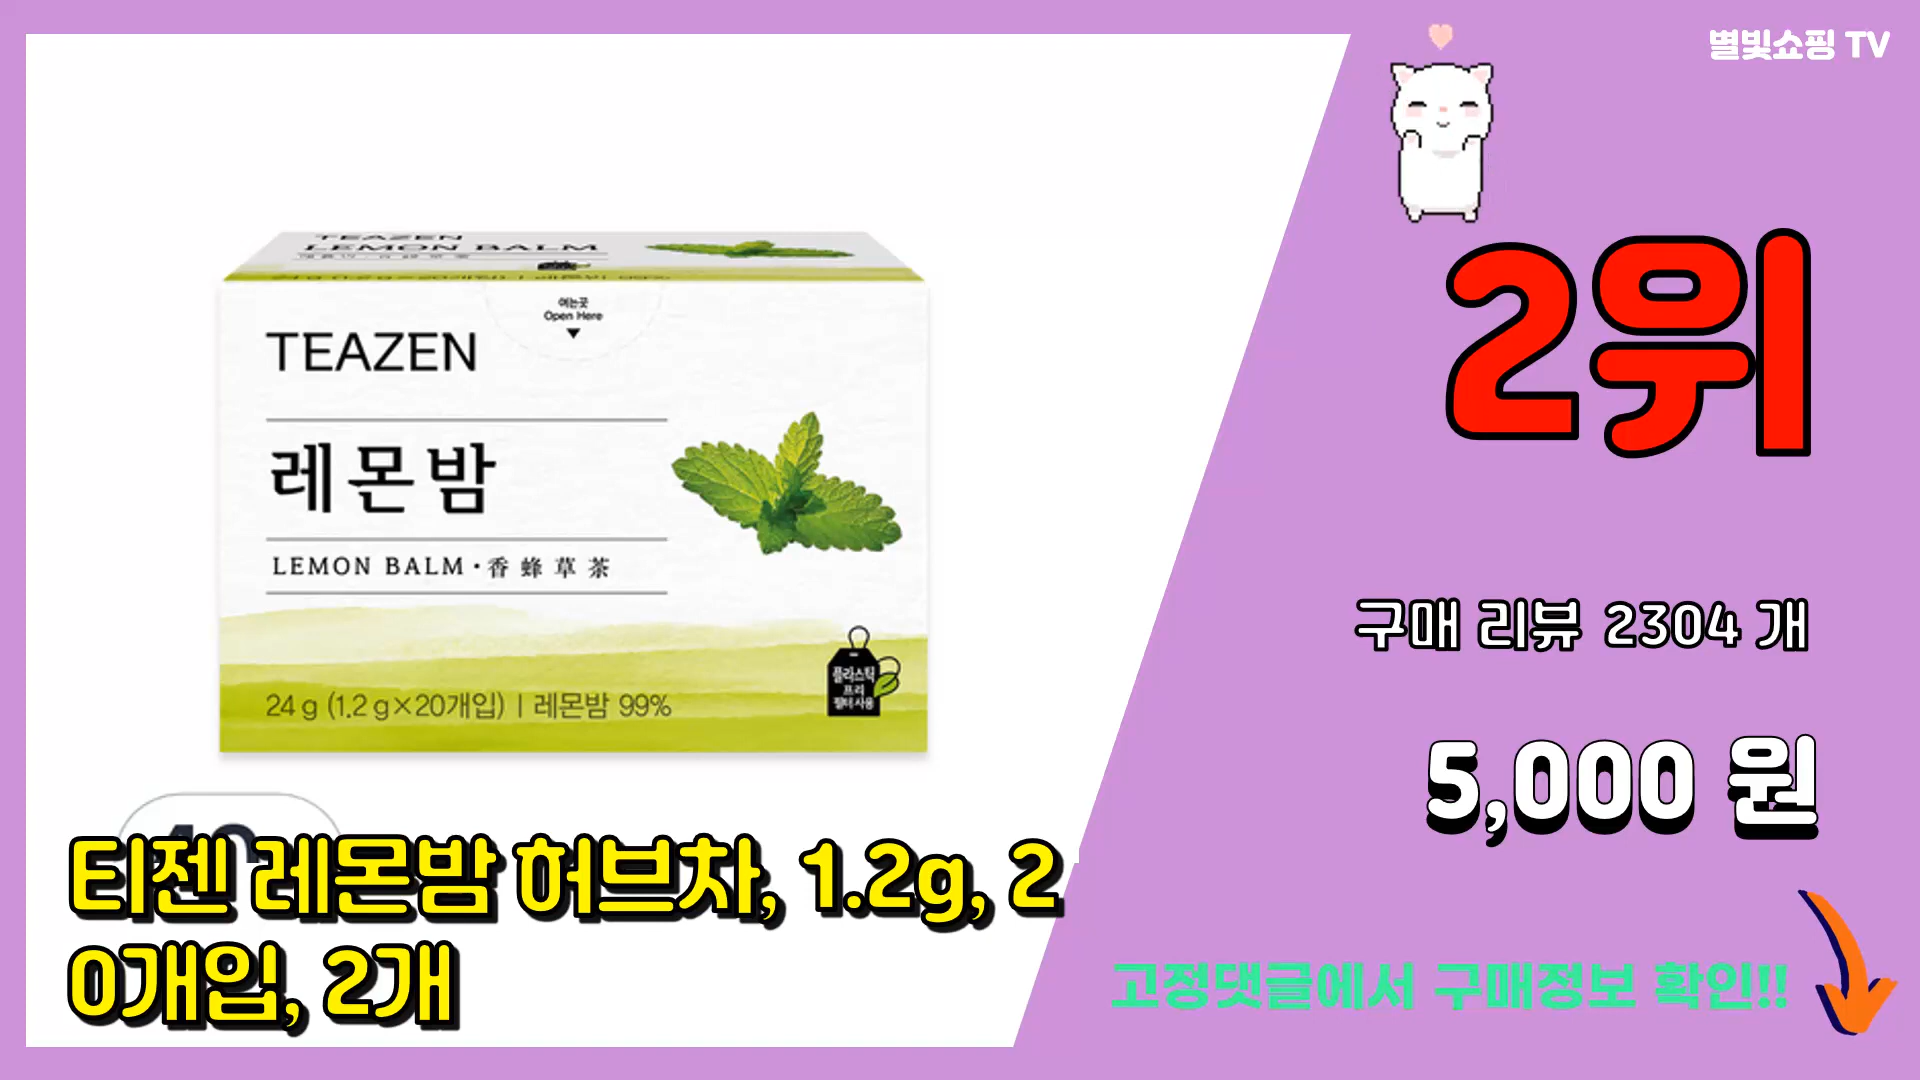 별빛쇼핑 TV
2위
TEAZEN
LEMON BALM
여는곳
Open Here
TEAZEN
레몬밤
LEMON BALM·香蜂草茶
24 g (1.2 g×20개입) | 레몬밤 99%
플라스틱
프리
필터 사용
구매 리뷰 2304 개
5,000 원
티젠 레몬밤 허브차, 1.2g, 2
0개입, 2개
고정댓글에서 구매정보 확인!!